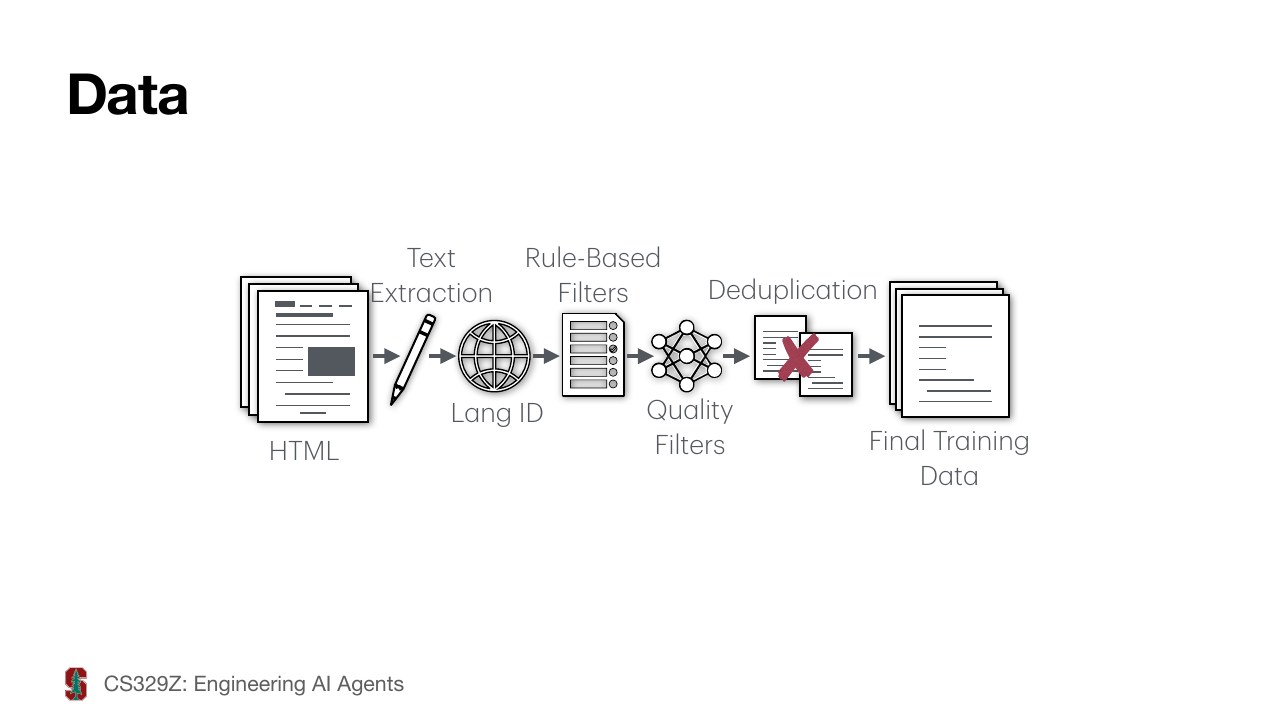 Data
HTML
Text
Extraction
Lang ID
Rule-Based
Filters
Quality
Filters
Deduplication
Final Training
Data
CS329Z: Engineering AI Agents